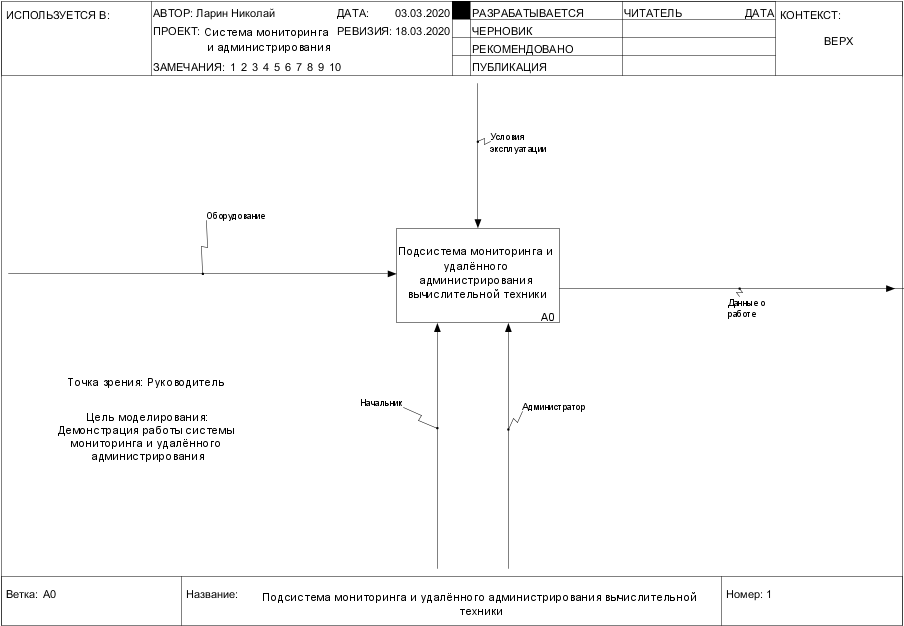 ИСПОЛЬЗУЕТСЯ В:
АВТОР: Ларин Николай
ДАТА: 03.03.2020
ПРОЕКТ: Система мониторинга
и администрирования
РЕВИЗИЯ: 18.03.2020
ЗАМЕЧАНИЯ: 1 2 3 4 5 6 7 8 9 10
РАЗРАБАТЫВАЕТСЯ
ЧЕРНОВИК
РЕКОМЕНДОВАНО
ПУБЛИКАЦИЯ
ЧИТАТЕЛЬ ДАТА
КОНТЕКСТ:
ВЕРХ
Условия
эксплуатации
Оборудование
Подсистема мониторинга и
удалённого
администрирования
вычислительной техники
A0
Данные о
работе
Точка зрения: Руководитель
Цель моделирования:
Демонстрация работы системы
мониторинга и удалённого
администрирования
Начальник
Администратор
Ветка: A0
Название:
Подсистема мониторинга и удалённого администрирования вычислительной
техники
Номер: 1